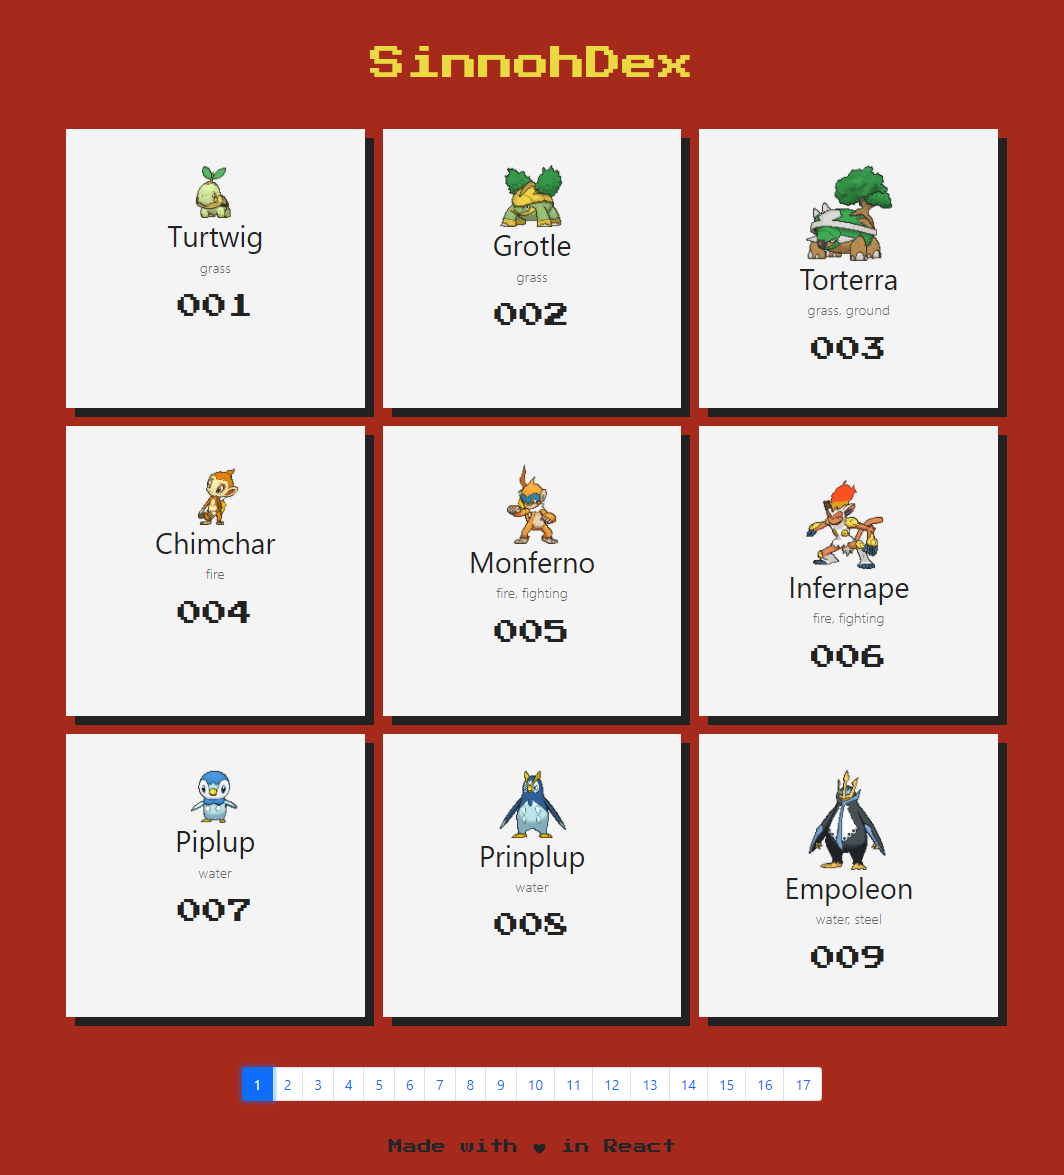 SinnohDex
Turtwig
grass
001
Grotle
grass
002
Torterra
grass, ground
003
Chimchar
fire
004
Monferno
fire, fighting
005
Infernape
fire, fighting
006
Piplup
water
007
Prinplup
water
008
Empoleon
water, steel
009
1 2 3 4 5 6 7 8 9 10 11 12 13 14 15 16 17
Made with ♥ in React